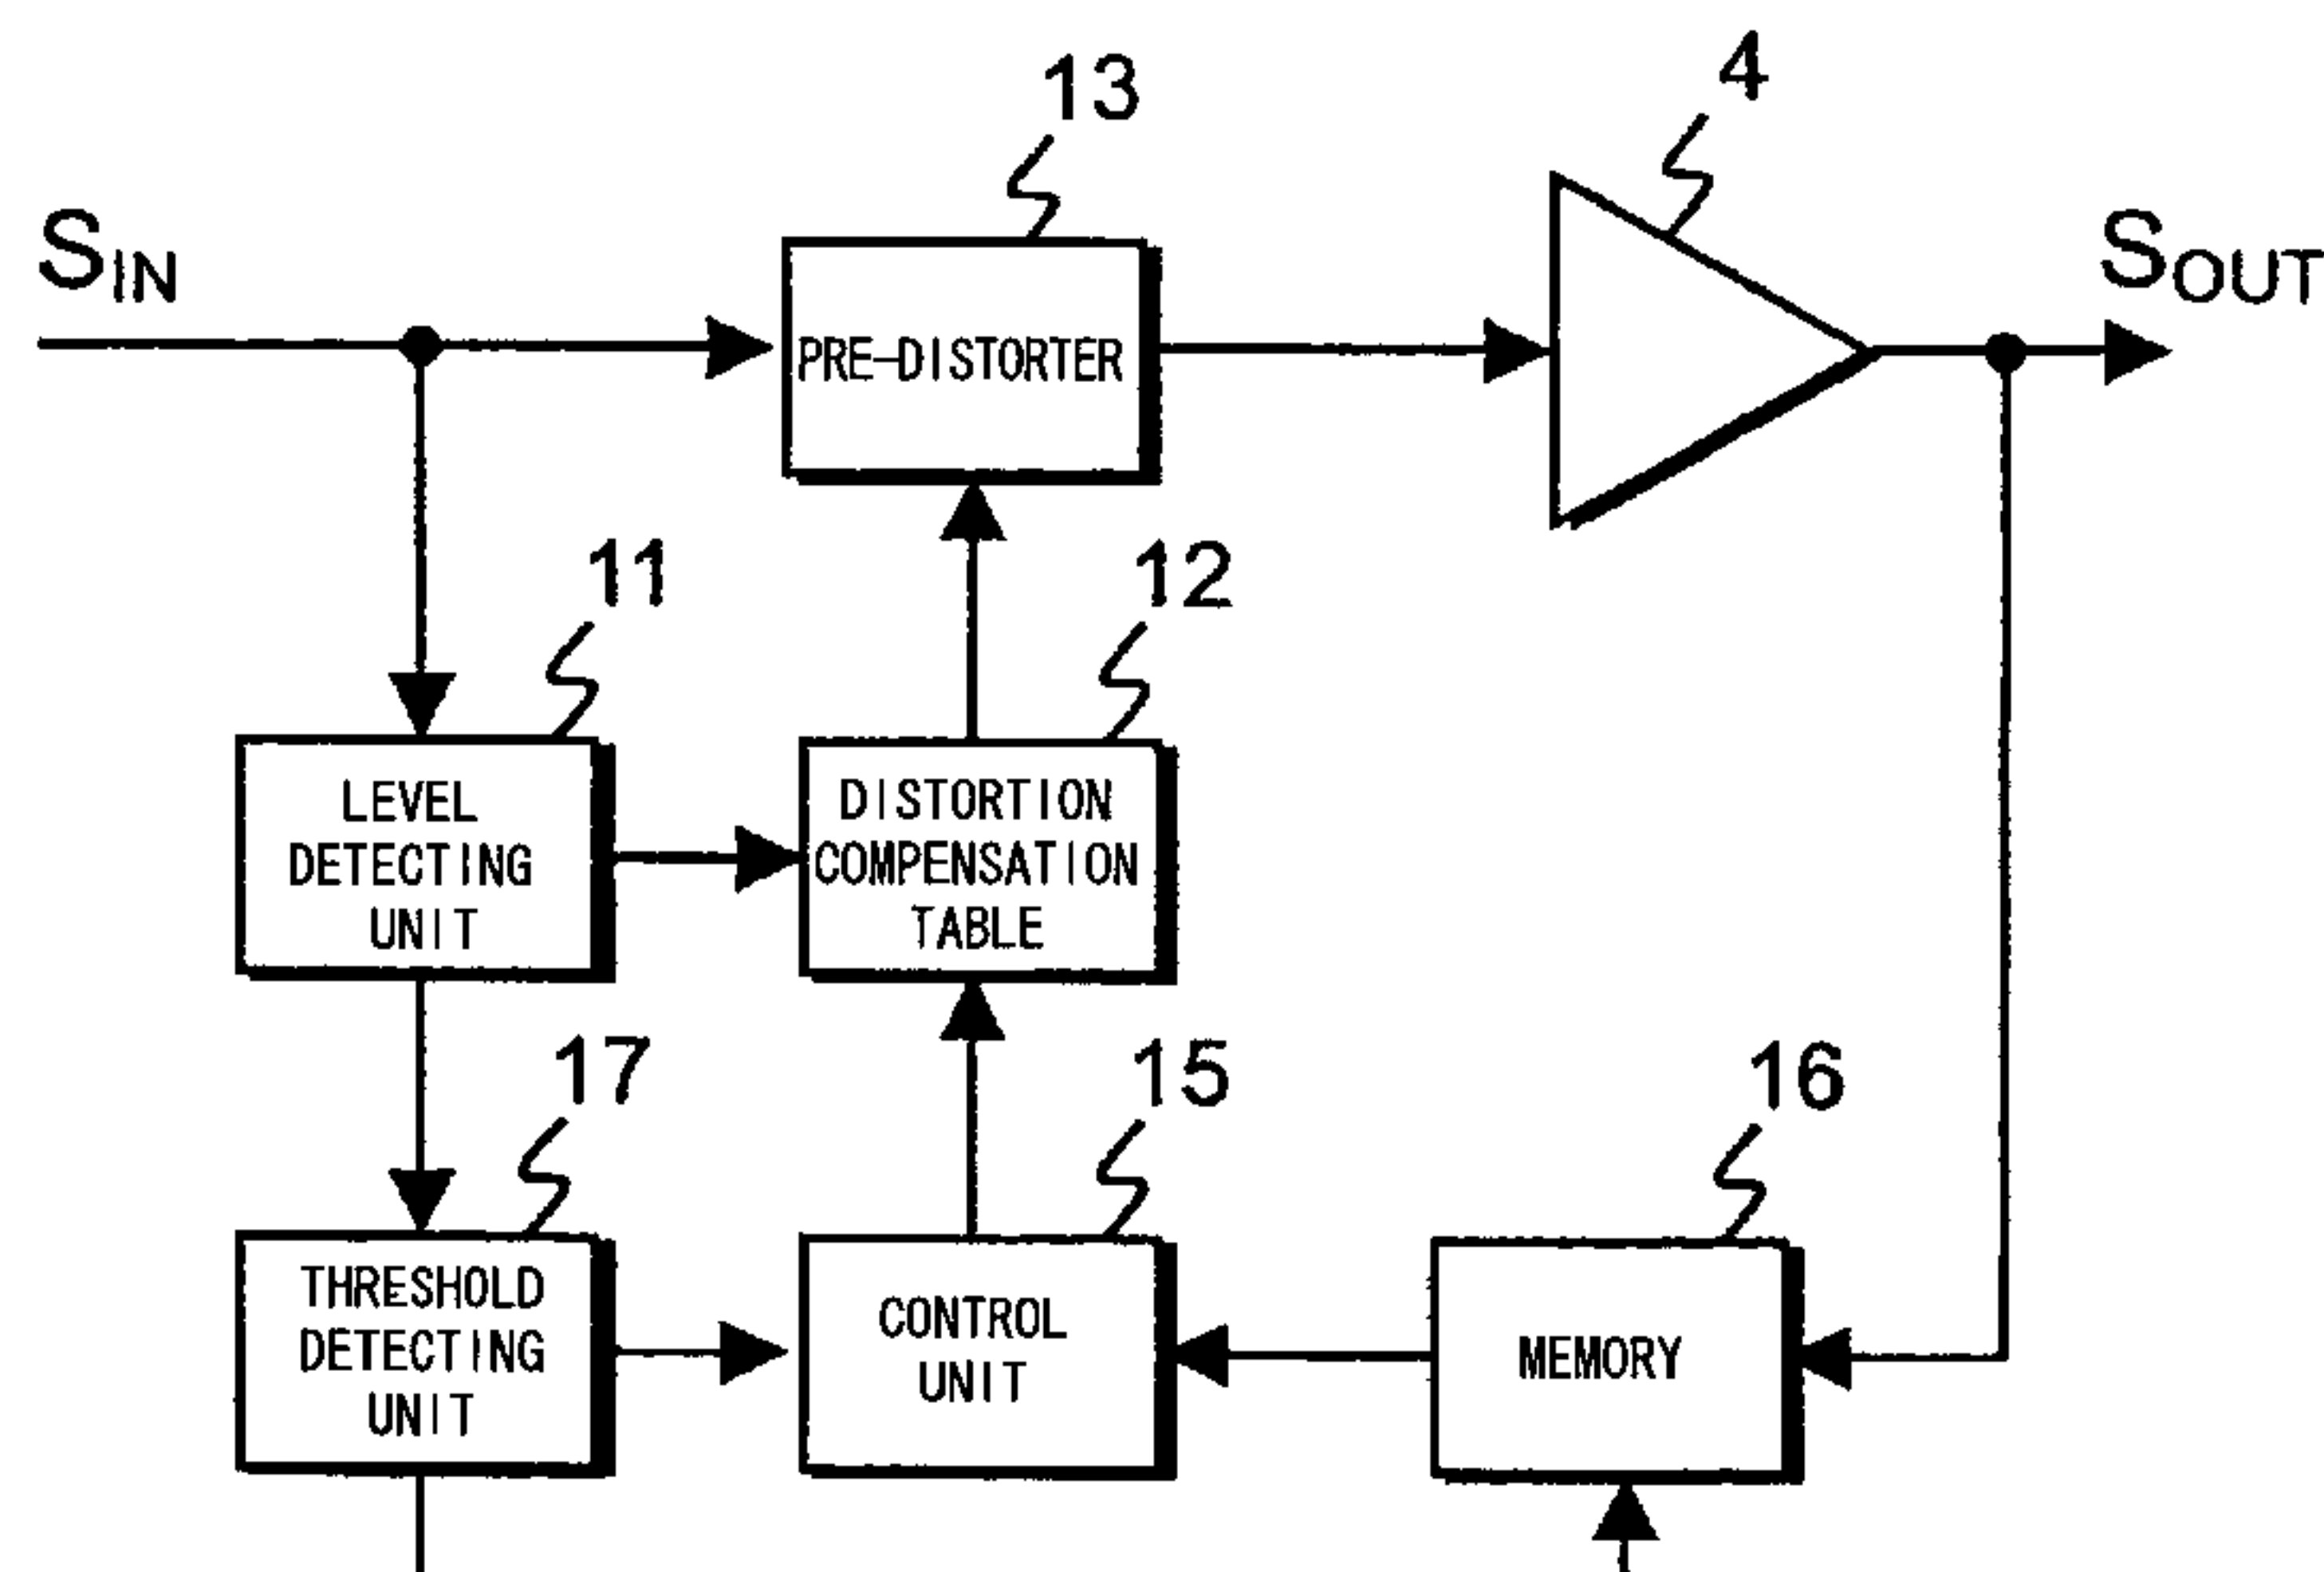 13
4
SIN
SOUT
PRE-DISTORTER
11
12
LEVEL
DETECTING
UNIT
DISTORTION
COMPENSATION
TABLE
17
15
16
THRESHOLD
DETECTING
UNIT
CONTROL
UNIT
MEMORY